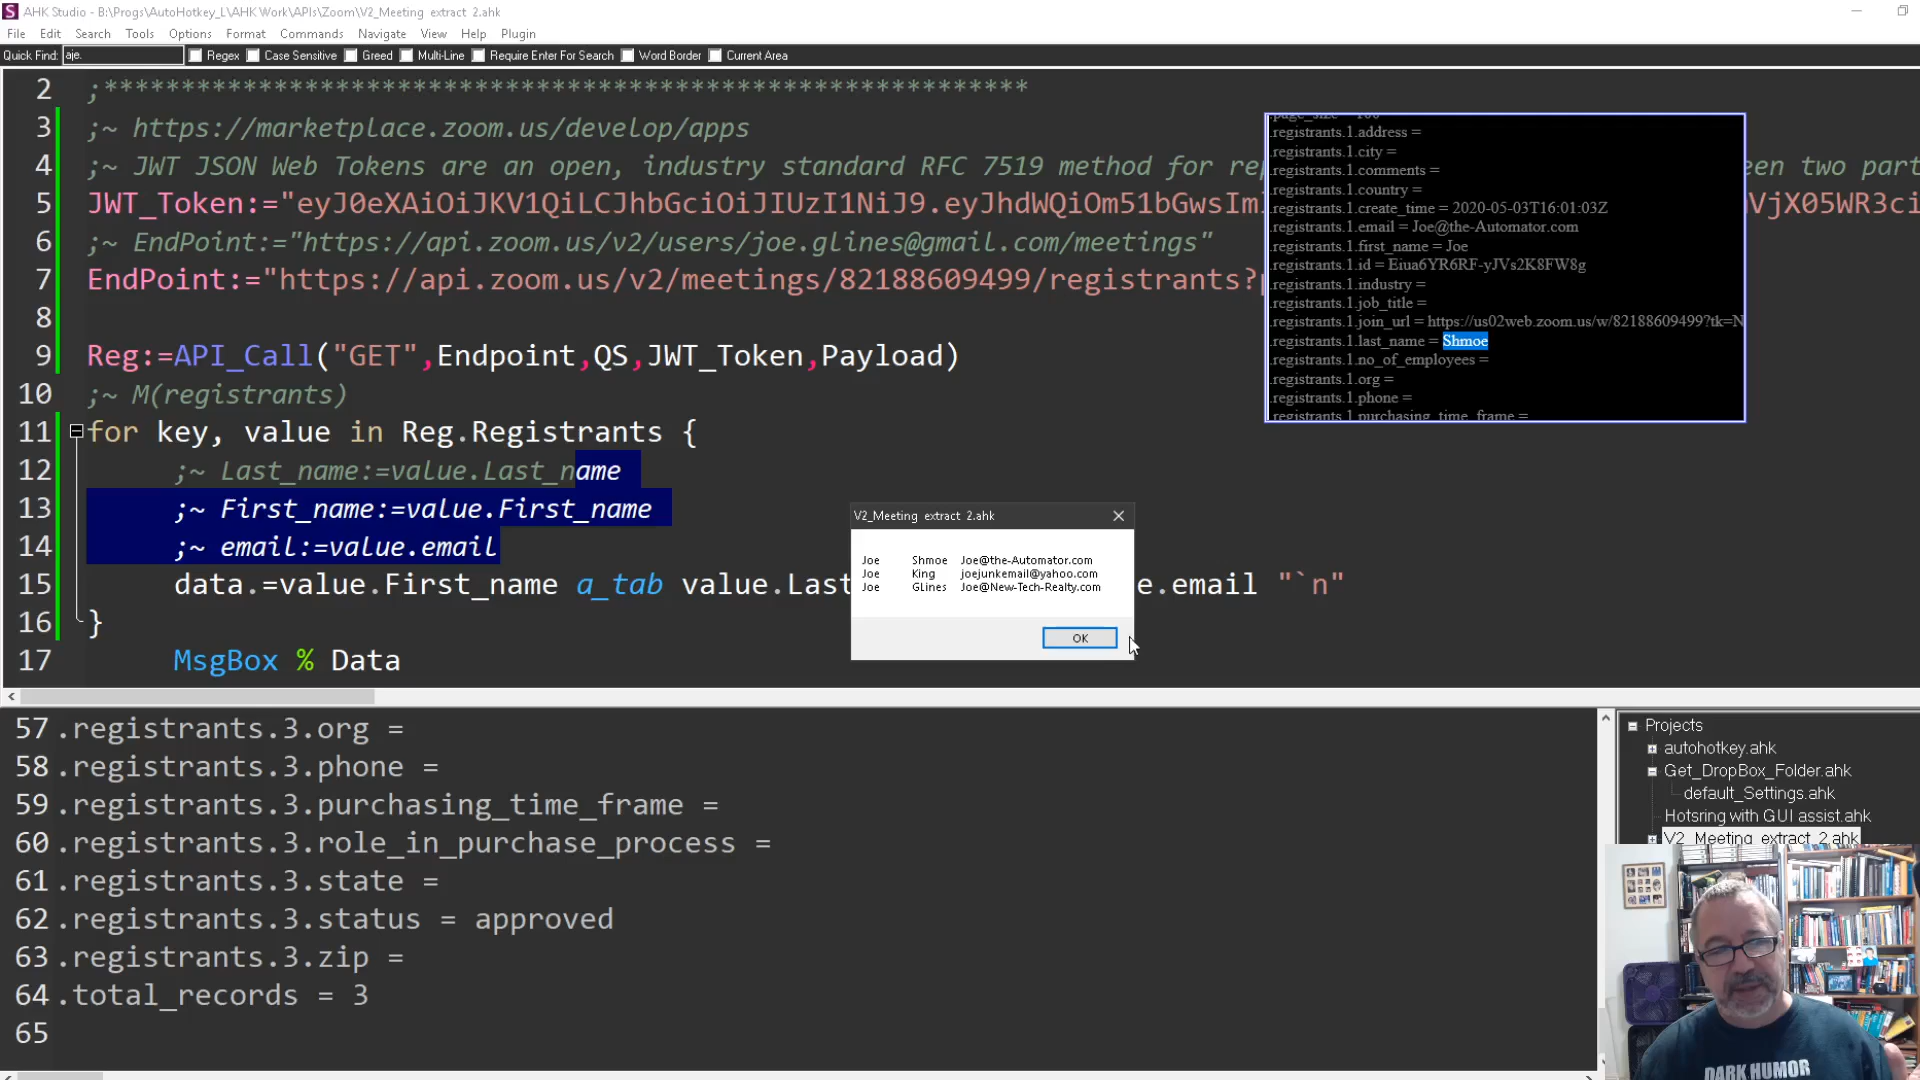 AHK Studio - B:\Progs\AutoHotkey_L\AHK Work\APIs\Zoom\V2_Meeting extract 2.ahk
File Edit Search Tools Options Format Commands Navigate View Help Plugin
Quick Find: aje. Regex Case Sensitive Greed Multi-Line Require Enter For Search Word Border Current Area
2 ;*************************************************************
3 ;~ https://marketplace.zoom.us/develop/apps
4 ;~ JWT JSON Web Tokens are an open, industry standard RFC 7519 method for een two part
5 JWT_Token:="eyJ0eXAiOiJKV1QiLCJhbGciOiJIUzI1NiJ9.eyJhdWQiOm51bGwsIm VjX05WR3ci
6 ;~ EndPoint:="https://api.zoom.us/v2/users/joe.glines@gmail.com/meetings"
7 EndPoint:="https://api.zoom.us/v2/meetings/82188609499/registrants?
8
9 Reg:=API_Call("GET",Endpoint,QS,JWT_Token,Payload)
10 ;~ M(registrants)
11 for key, value in Reg.Registrants {
12 ;~ Last_name:=value.Last_name
13 ;~ First_name:=value.First_name
14 ;~ email:=value.email
15 data.=value.First_name a_tab value.Las e.email "`n"
16 }
17 MsgBox % Data
.registrants.1.address =
.registrants.1.city =
.registrants.1.comments =
.registrants.1.country =
.registrants.1.create_time = 2020-05-03T16:01:03Z
.registrants.1.email = Joe@the-Automator.com
.registrants.1.first_name = Joe
.registrants.1.id = Eiua6YR6RF-yJVs2K8FW8g
.registrants.1.industry =
.registrants.1.job_title =
.registrants.1.join_url = https://us02web.zoom.us/w/82188609499?tk=N
.registrants.1.last_name = Shmoe
.registrants.1.no_of_employees =
.registrants.1.org =
.registrants.1.phone =
.registrants.1.purchasing_time_frame =
V2_Meeting extract 2.ahk
Joe Shmoe Joe@the-Automator.com
Joe King joejunkemail@yahoo.com
Joe GLines Joe@New-Tech-Realty.com
OK
57 .registrants.3.org =
58 .registrants.3.phone =
59 .registrants.3.purchasing_time_frame =
60 .registrants.3.role_in_purchase_process =
61 .registrants.3.state =
62 .registrants.3.status = approved
63 .registrants.3.zip =
64 .total_records = 3
65
Projects
autohotkey.ahk
Get_DropBox_Folder.ahk
default_Settings.ahk
Hotsring with GUI assist.ahk
V2_Meeting extract 2.ahk
DARK HUMOR